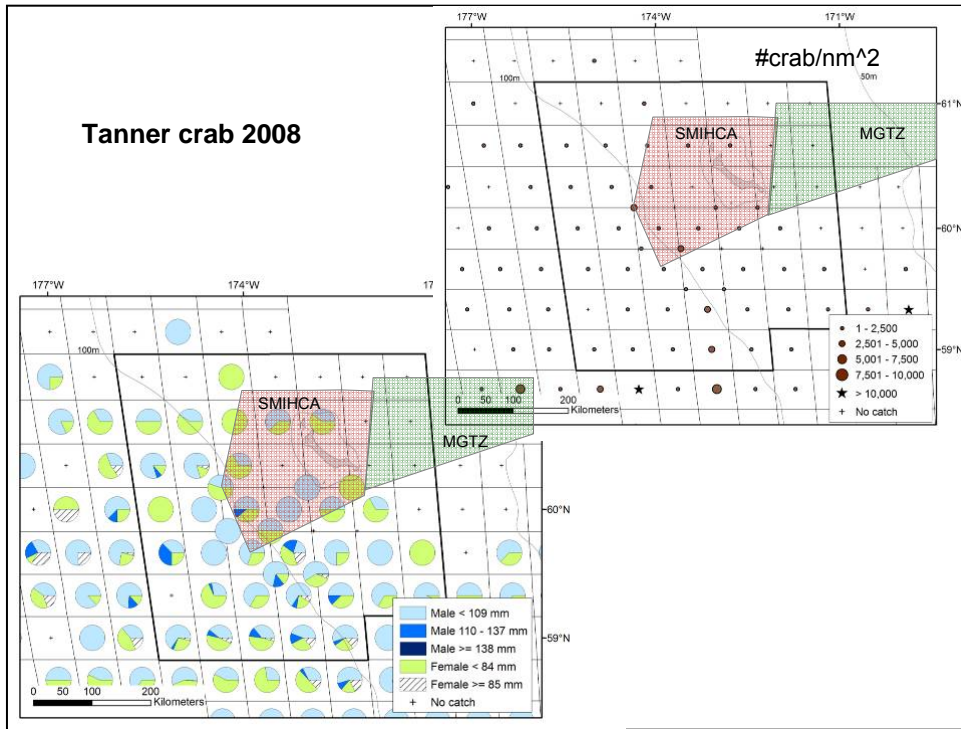 177°W 174°W 171°W
#crab/nm^2
100m 50m
61°N
Tanner crab 2008
SMIHCA MGTZ
60°N
1 - 2,500
2,501 - 5,000
5,001 - 7,500
7,501 - 10,000
> 10,000
No catch
59°N
0 50 100 200
Kilometers
177°W 174°W 17
100m
SMIHCA
MGTZ
60°N
Male < 109 mm
Male 110 - 137 mm
Male >= 138 mm
Female < 84 mm
Female >= 85 mm
No catch
59°N
0 50 100 200
Kilometers